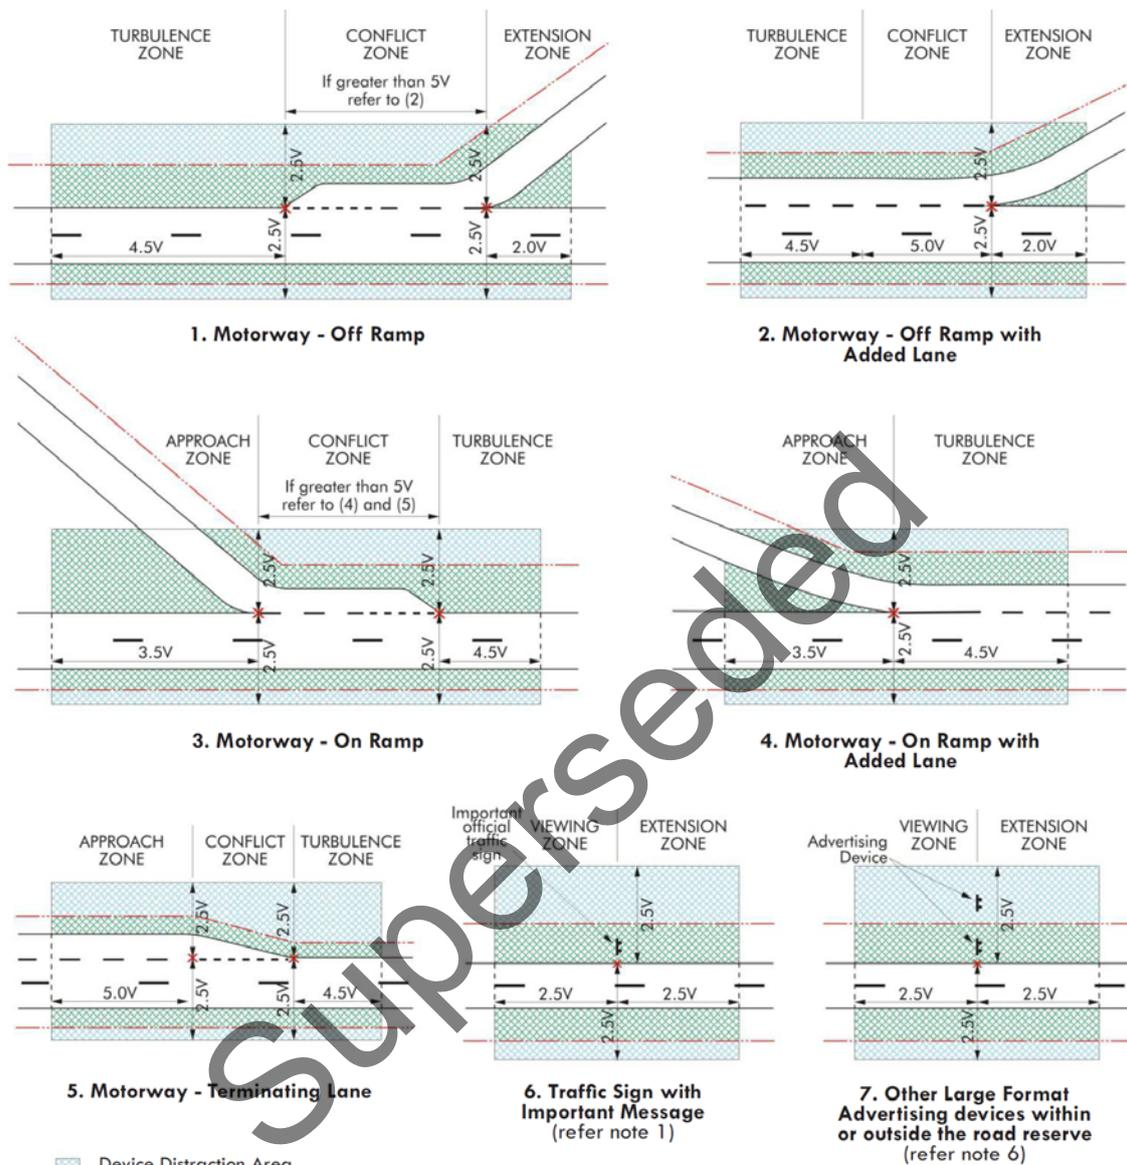 TURBULENCE
ZONE
CONFLICT
ZONE
EXTENSION
ZONE
If greater than 5V
refer to (2)
2.5V
2.5V
2.5V
2.5V
4.5V
2.0V
1. Motorway - Off Ramp
TURBULENCE
ZONE
CONFLICT
ZONE
EXTENSION
ZONE
2.5V
2.5V
4.5V
5.0V
2.0V
2. Motorway - Off Ramp with
Added Lane
APPROACH
ZONE
CONFLICT
ZONE
TURBULENCE
ZONE
If greater than 5V
refer to (4) and (5)
2.5V
2.5V
2.5V
2.5V
3.5V
4.5V
3. Motorway - On Ramp
APPROACH
ZONE
TURBULENCE
ZONE
2.5V
2.5V
3.5V
4.5V
4. Motorway - On Ramp with
Added Lane
APPROACH
ZONE
CONFLICT
ZONE
TURBULENCE
ZONE
2.5V
2.5V
2.5V
2.5V
5.0V
4.5V
5. Motorway - Terminating Lane
Important
official
traffic
sign
VIEWING
ZONE
EXTENSION
ZONE
2.5V
2.5V
2.5V
2.5V
6. Traffic Sign with
Important Message
(refer note 1)
Advertising
Device
VIEWING
ZONE
EXTENSION
ZONE
2.5V
2.5V
2.5V
2.5V
7. Other Large Format
Advertising devices within
or outside the road reserve
(refer note 6)
Device Distraction Area
Superseded